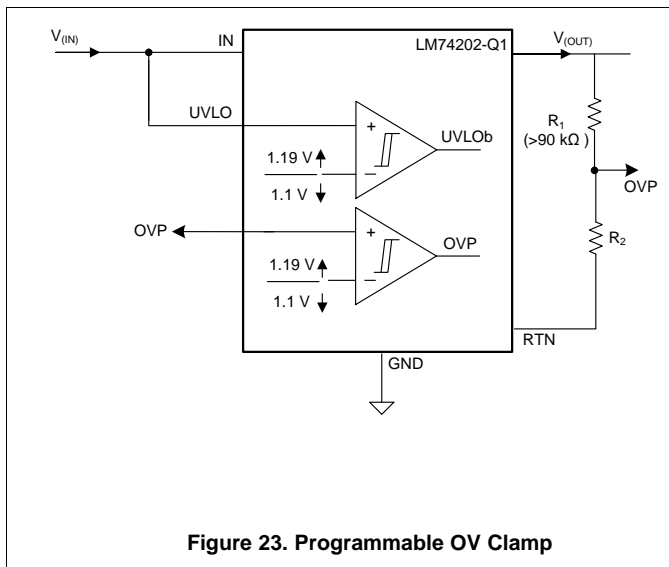 V(IN)
IN
LM74202-Q1
V(OUT)
UVLO
UVLOb
R1
(>90 kΩ )
+
1.19 V
1.1 V
−
OVP
OVP
R2
+
OVP
1.19 V
1.1 V
−
RTN
GND
Figure 23. Programmable OV Clamp